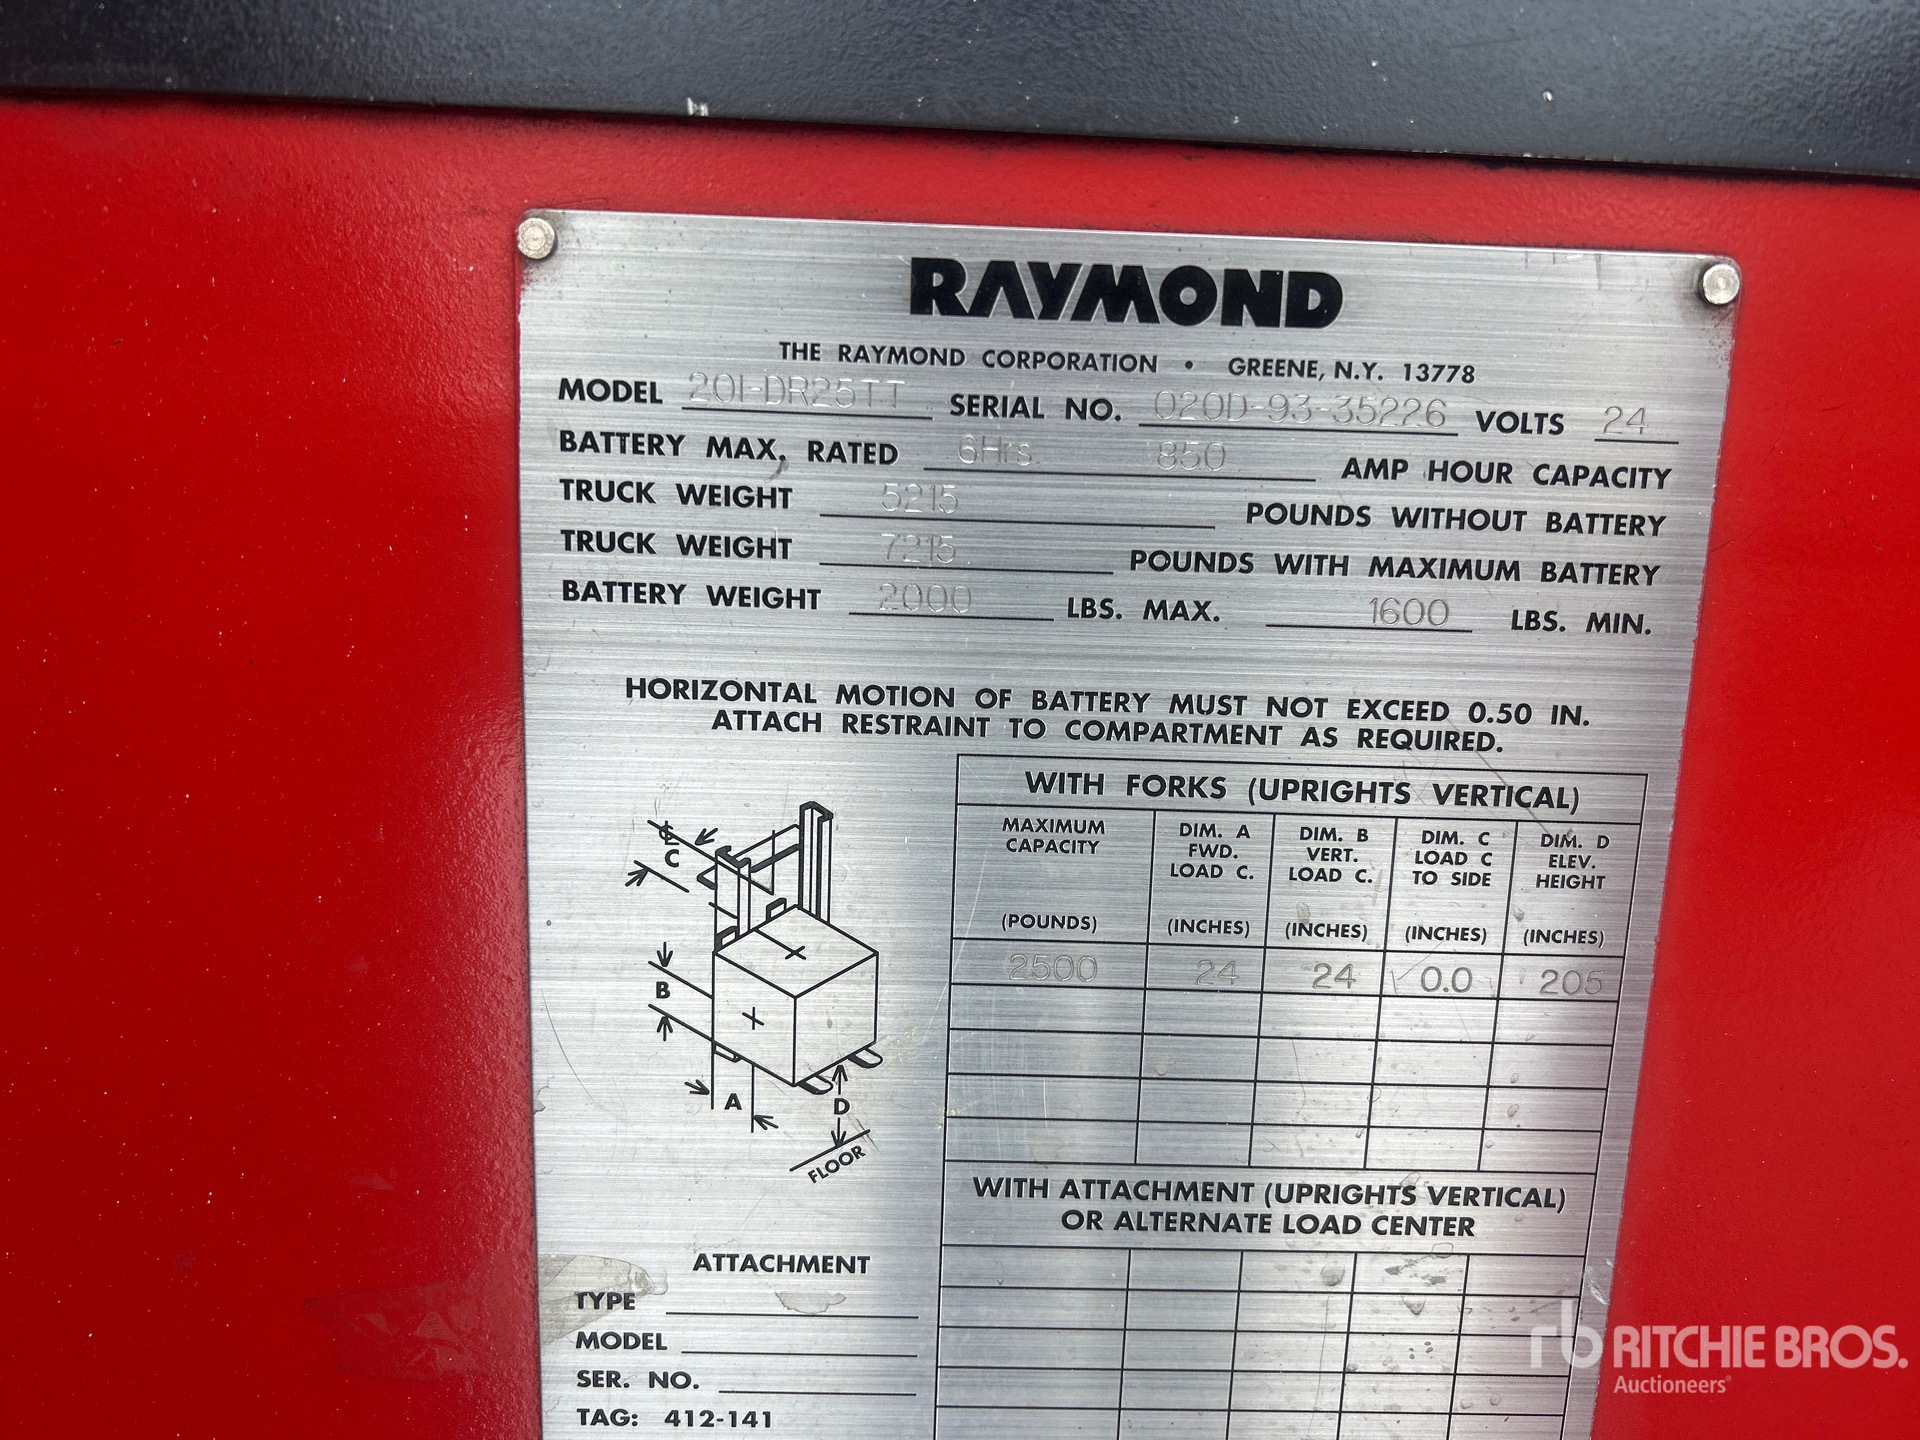 RAYMOND
THE RAYMOND CORPORATION • GREENE, N.Y. 13778
MODEL 201-DR25TT SERIAL NO. 020D-93-35226 VOLTS 24
BATTERY MAX. RATED 6Hrs. 850 AMP HOUR CAPACITY
TRUCK WEIGHT 5215 POUNDS WITHOUT BATTERY
TRUCK WEIGHT 7215 POUNDS WITH MAXIMUM BATTERY
BATTERY WEIGHT 2000 LBS. MAX. 1600 LBS. MIN.
HORIZONTAL MOTION OF BATTERY MUST NOT EXCEED 0.50 IN.
ATTACH RESTRAINT TO COMPARTMENT AS REQUIRED.
℄
C
B
A
D
FLOOR
WITH FORKS (UPRIGHTS VERTICAL)
MAXIMUM DIM. A DIM. B DIM. C DIM. D
CAPACITY FWD. VERT. LOAD C ELEV.
LOAD C. LOAD C. TO SIDE HEIGHT
(POUNDS) (INCHES) (INCHES) (INCHES) (INCHES)
2500 24 24 0.0 205
WITH ATTACHMENT (UPRIGHTS VERTICAL)
OR ALTERNATE LOAD CENTER
ATTACHMENT
TYPE
MODEL
SER. NO.
TAG: 412-141
rb RITCHIE BROS.
Auctioneers